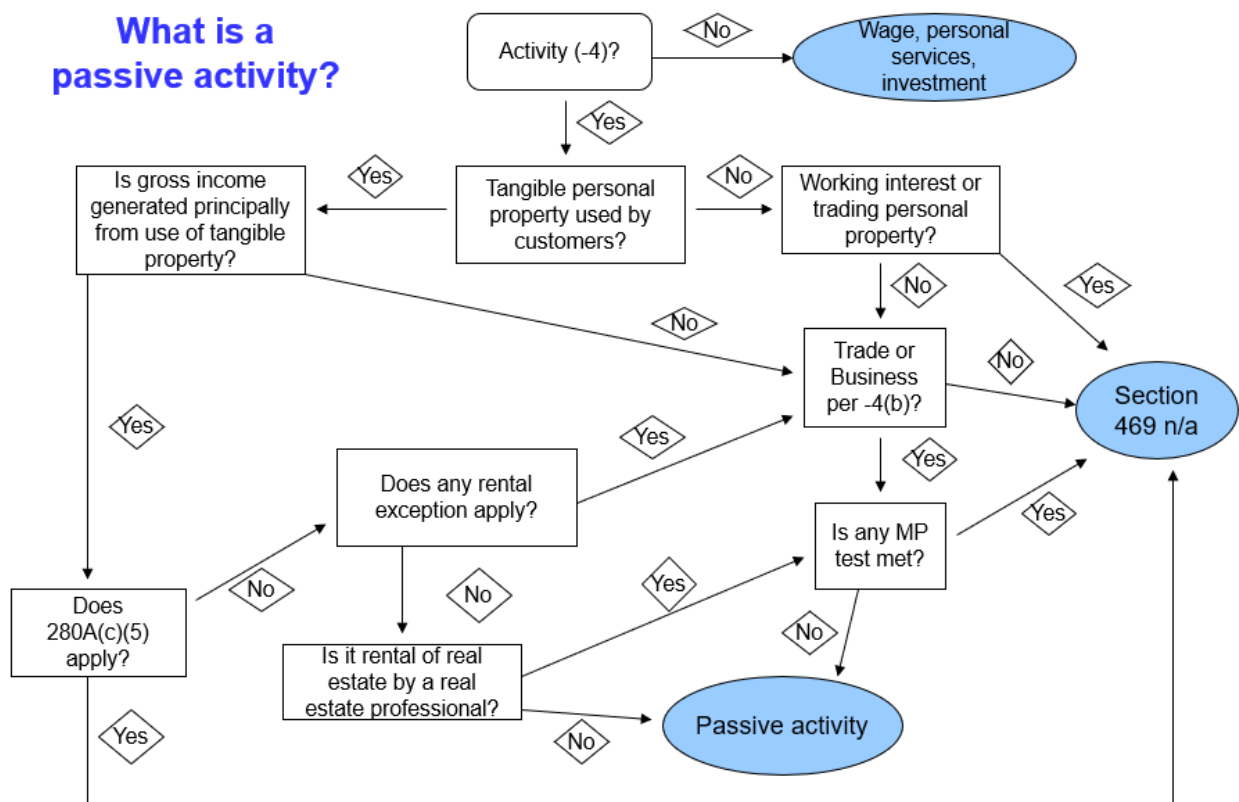 What is a
passive activity?
Activity (-4)?
No
Wage, personal
services,
investment
Yes
Is gross income
generated principally
from use of tangible
property?
Yes
Tangible personal
property used by
customers?
No
Working interest or
trading personal
property?
No
Yes
No
Trade or
Business
per -4(b)?
No
Section
469 n/a
Yes
Yes
Yes
Does any rental
exception apply?
Is any MP
test met?
Yes
No
No
Yes
Does
280A(c)(5)
apply?
No
Is it rental of real
estate by a real
estate professional?
Yes
No
Passive activity